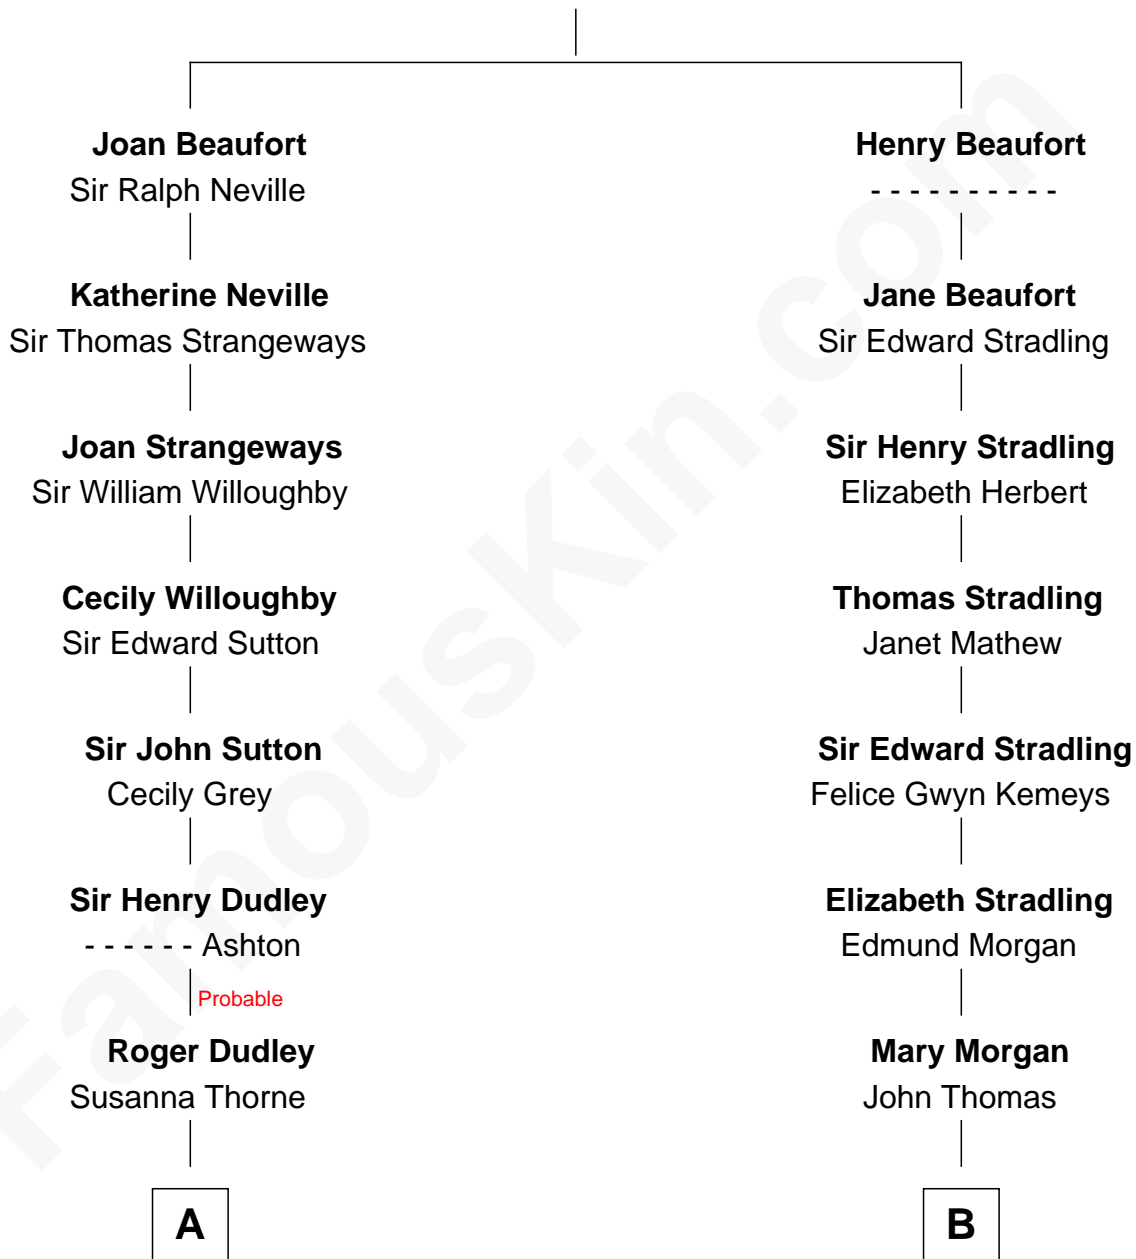 Joan Beaufort
Sir Ralph Neville
Henry Beaufort
- - - - - - - - - -
Katherine Neville
Sir Thomas Strangeways
Jane Beaufort
Sir Edward Stradling
Joan Strangeways
Sir William Willoughby
Sir Henry Stradling
Elizabeth Herbert
Cecily Willoughby
Sir Edward Sutton
Thomas Stradling
Janet Mathew
Sir John Sutton
Cecily Grey
Sir Edward Stradling
Felice Gwyn Kemeys
Sir Henry Dudley
- - - - - - Ashton
Elizabeth Stradling
Edmund Morgan
Probable
Roger Dudley
Susanna Thorne
Mary Morgan
John Thomas
A
B
FamousKin.com